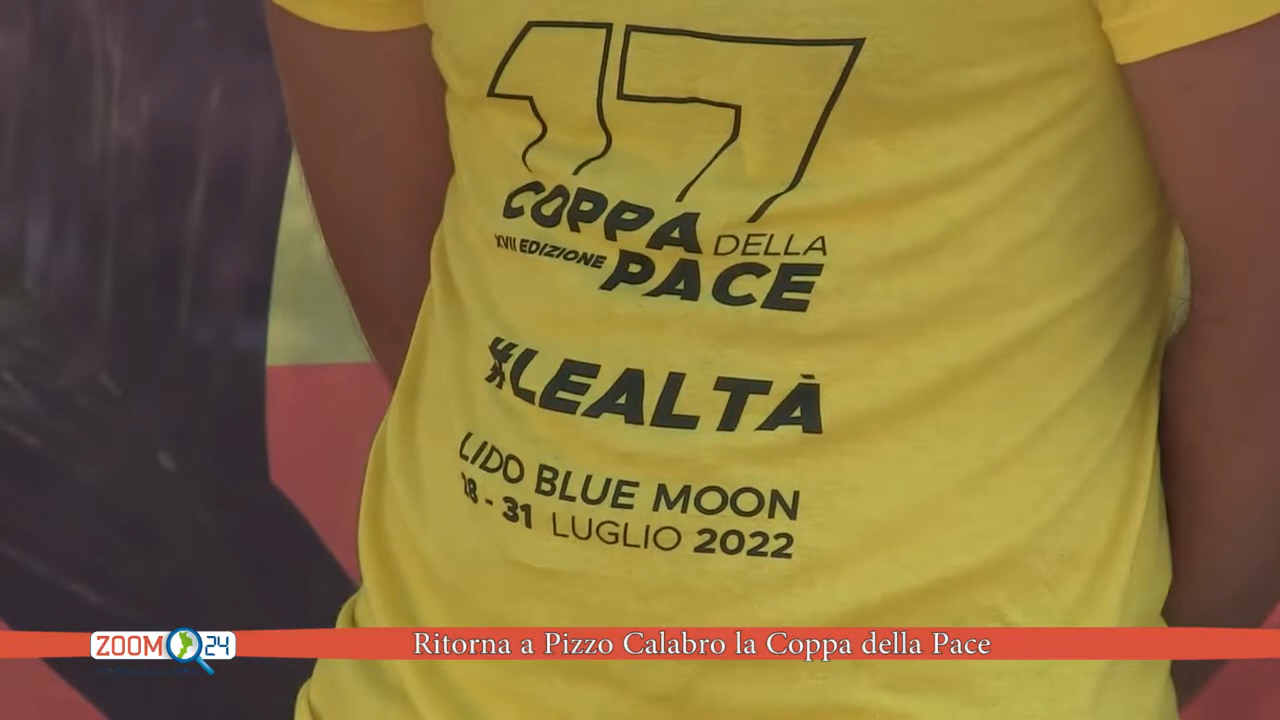 17
COPPA DELLA
XVII EDIZIONE PACE
#LEALTÀ
LIDO BLUE MOON
18 - 31 LUGLIO 2022
ZOOM 24
Ritorna a Pizzo Calabro la Coppa della Pace